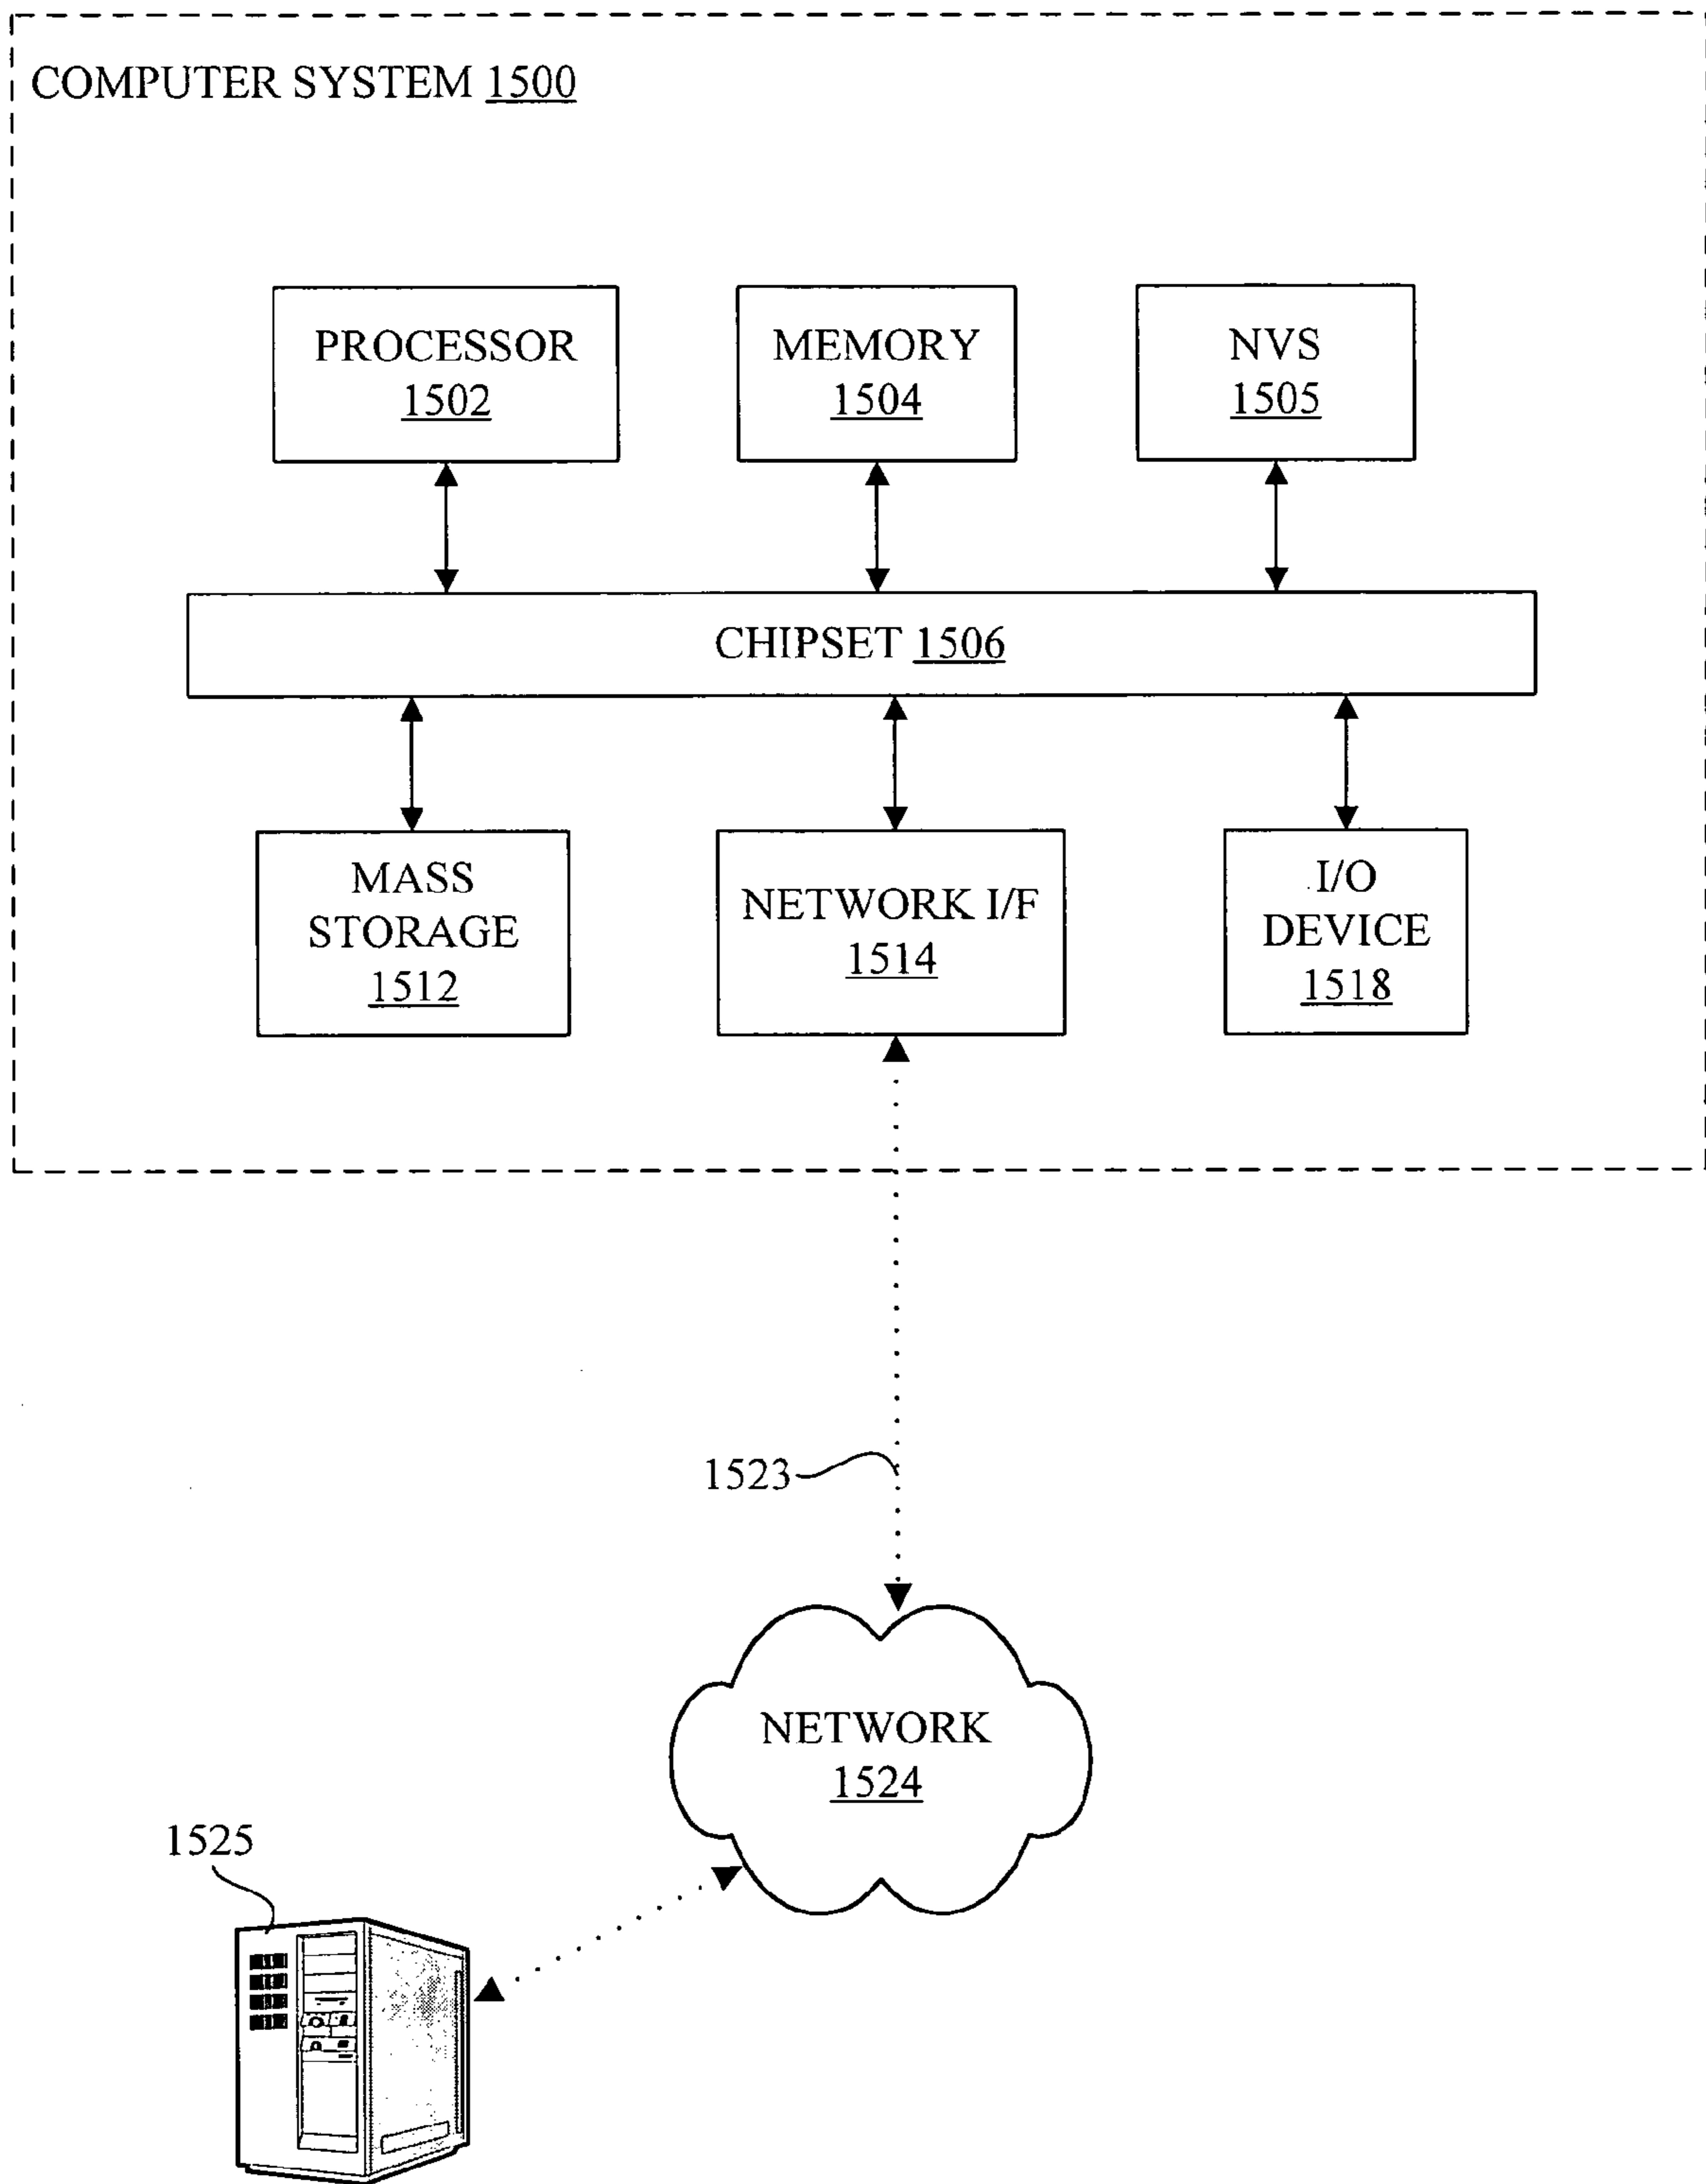 COMPUTER SYSTEM 1500
PROCESSOR
1502
MEMORY
1504
NVS
1505
CHIPSET 1506
MASS
STORAGE
1512
NETWORK I/F
1514
I/O
DEVICE
1518
1523
NETWORK
1524
1525